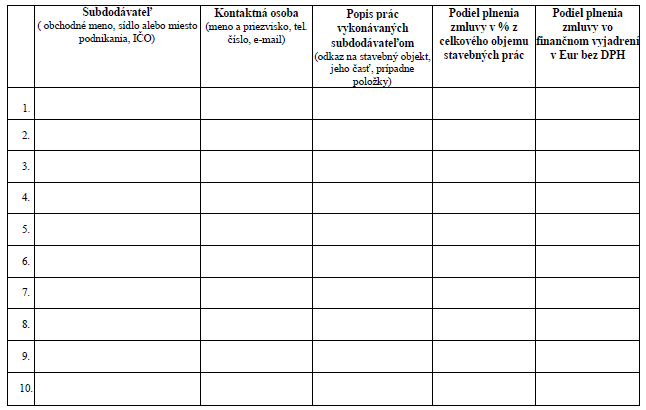 Subdodávateľ
( obchodné meno, sídlo alebo miesto
podnikania, IČO)
Kontaktná osoba
(meno a priezvisko, tel.
číslo, e-mail)
Popis prác
vykonávaných
subdodávateľom
(odkaz na stavebný objekt,
jeho časť, prípadne
položky)
Podiel plnenia
zmluvy v % z
celkového objemu
stavebných prác
Podiel plnenia
zmluvy vo
finančnom vyjadrení
v Eur bez DPH
1.
2.
3.
4.
5.
6.
7.
8.
9.
10.